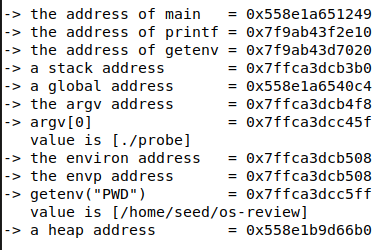 -> the address of main   = 0x558e1a651249
-> the address of printf = 0x7f9ab43f2e10
-> the address of getenv = 0x7f9ab43d7020
-> a stack address       = 0x7ffca3dcb3b0
-> a global address      = 0x558e1a6540c4
-> the argv address      = 0x7ffca3dcb4f8
-> argv[0]               = 0x7ffca3dcc45f
   value is [./probe]
-> the environ address   = 0x7ffca3dcb508
-> the envp address      = 0x7ffca3dcb508
-> getenv("PWD")         = 0x7ffca3dcc5ff
   value is [/home/seed/os-review]
-> a heap address        = 0x558e1b9d66b0